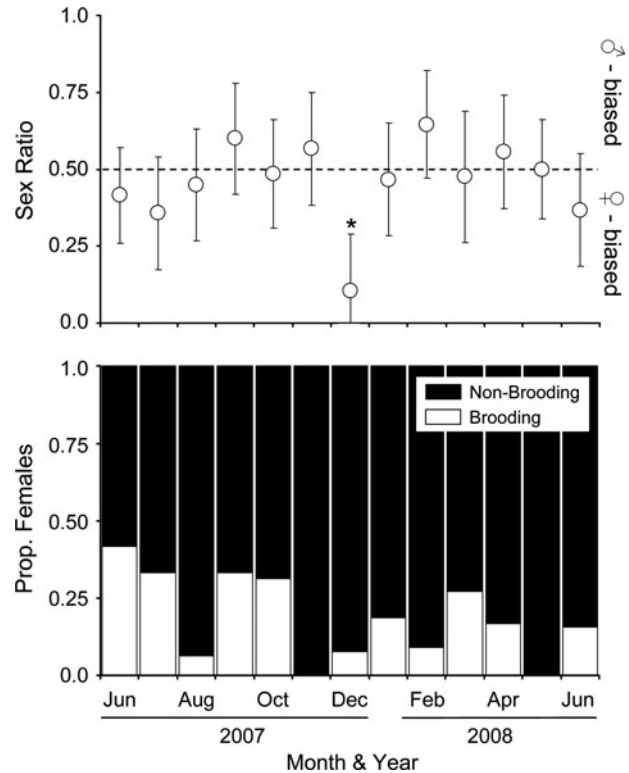 1.0
0.75
0.50
0.25
0.0
Sex Ratio
*
♂ - biased
♀ - biased
1.0
0.75
0.50
0.25
0.0
Prop. Females
Non-Brooding
Brooding
Jun Aug Oct Dec Feb Apr Jun
2007 2008
Month & Year